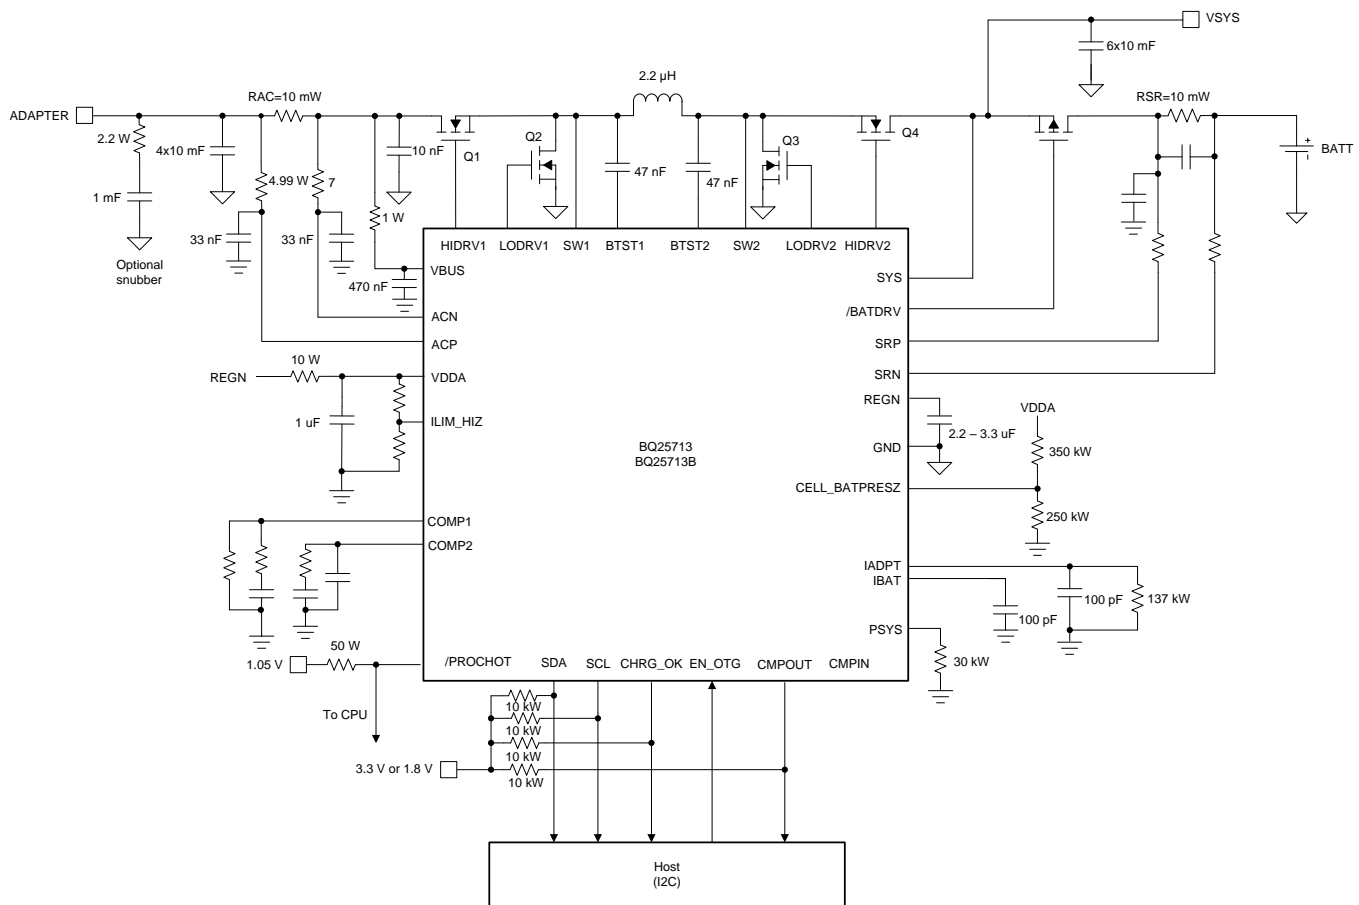 VSYS
6x10 mF
2.2 µH
ADAPTER
RAC=10 mW
RSR=10 mW
2.2 W
4x10 mF
10 nF
Q1
Q2
Q3
Q4
BATT
+
-
1 mF
4.99 W
7
47 nF
47 nF
1 W
33 nF
33 nF
Optional
snubber
470 nF
HIDRV1
LODRV1
SW1
BTST1
BTST2
SW2
LODRV2
HIDRV2
VBUS
SYS
ACN
/BATDRV
ACP
SRP
10 W
REGN
VDDA
SRN
REGN
VDDA
1 uF
ILIM_HIZ
2.2 – 3.3 uF
GND
350 kW
BQ25713
BQ25713B
CELL_BATPRESZ
250 kW
COMP1
COMP2
IADPT
IBAT
100 pF
137 kW
100 pF
PSYS
50 W
1.05 V
/PROCHOT
SDA
SCL
CHRG_OK
EN_OTG
CMPOUT
CMPIN
30 kW
To CPU
10 kW
10 kW
10 kW
10 kW
3.3 V or 1.8 V
Host
(I2C)